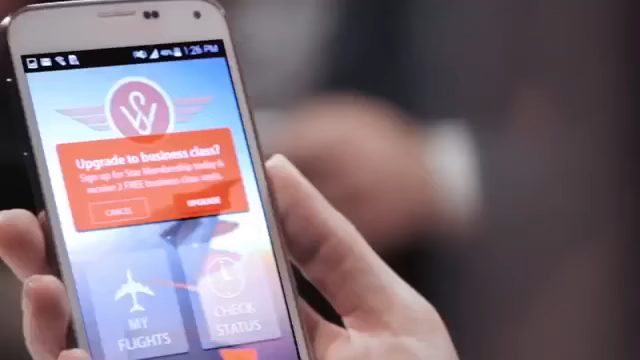 1:26 PM
SW
Upgrade to business class?
Sign up for Star Membership today &
receive 2 FREE business class
CANCEL
UPGRADE
MY
FLIGHTS
CHECK
STATUS